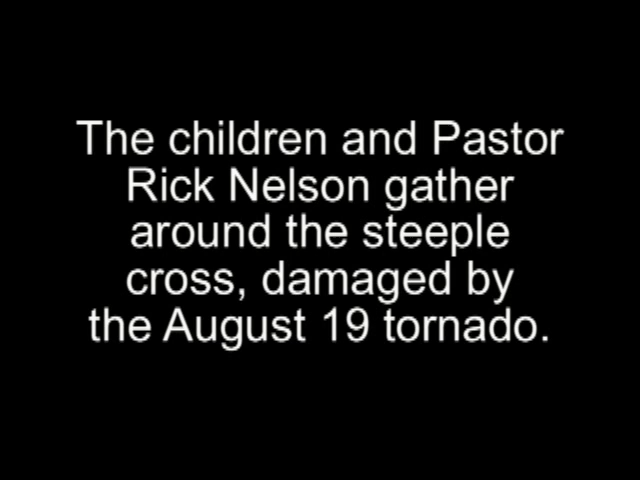 The children and Pastor
Rick Nelson gather
around the steeple
cross, damaged by
the August 19 tornado.